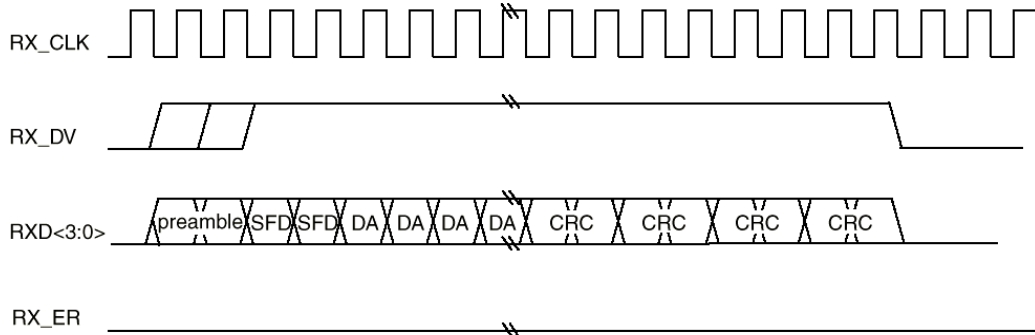 RX_CLK
RX_DV
RXD<3:0> preamble SFD SFD DA DA DA DA CRC CRC CRC CRC
RX_ER